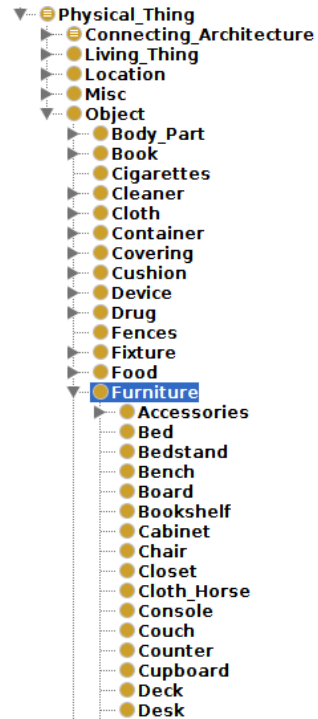 Physical_Thing
Connecting_Architecture
Living_Thing
Location
Misc
Object
Body_Part
Book
Cigarettes
Cleaner
Cloth
Container
Covering
Cushion
Device
Drug
Fences
Fixture
Food
Furniture
Accessories
Bed
Bedstand
Bench
Board
Bookshelf
Cabinet
Chair
Closet
Cloth_Horse
Console
Couch
Counter
Cupboard
Deck
Desk